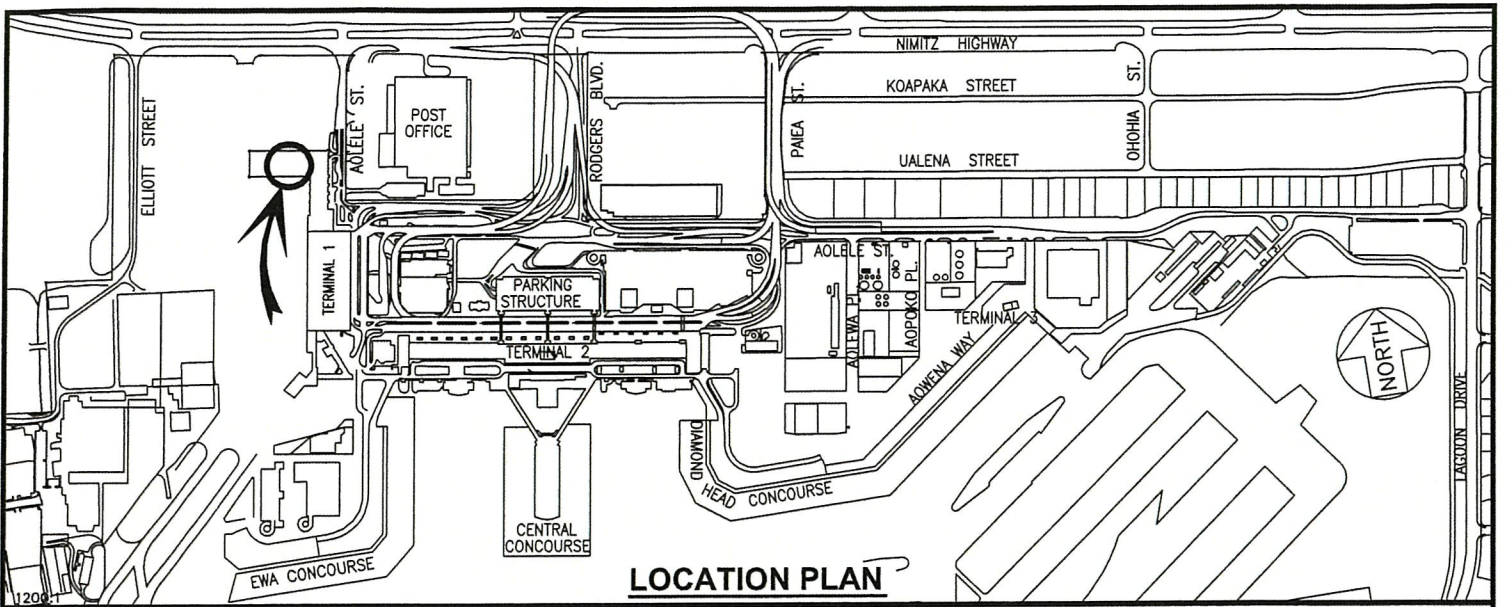 NIMITZ HIGHWAY
KOAPAKA STREET
UALENA STREET
ELLIOTT STREET
AOLELE ST.
POST
OFFICE
RODGERS BLVD.
PAIEA ST.
OHOHIA ST.
TERMINAL 1
PARKING
STRUCTURE
TERMINAL 2
AOLELE ST.
AOLEWA PL.
AOPOKO PL.
TERMINAL 3
AOWENA WAY
NORTH
LAGOON DRIVE
DIAMOND
HEAD CONCOURSE
CENTRAL
CONCOURSE
EWA CONCOURSE
LOCATION PLAN
1200:1